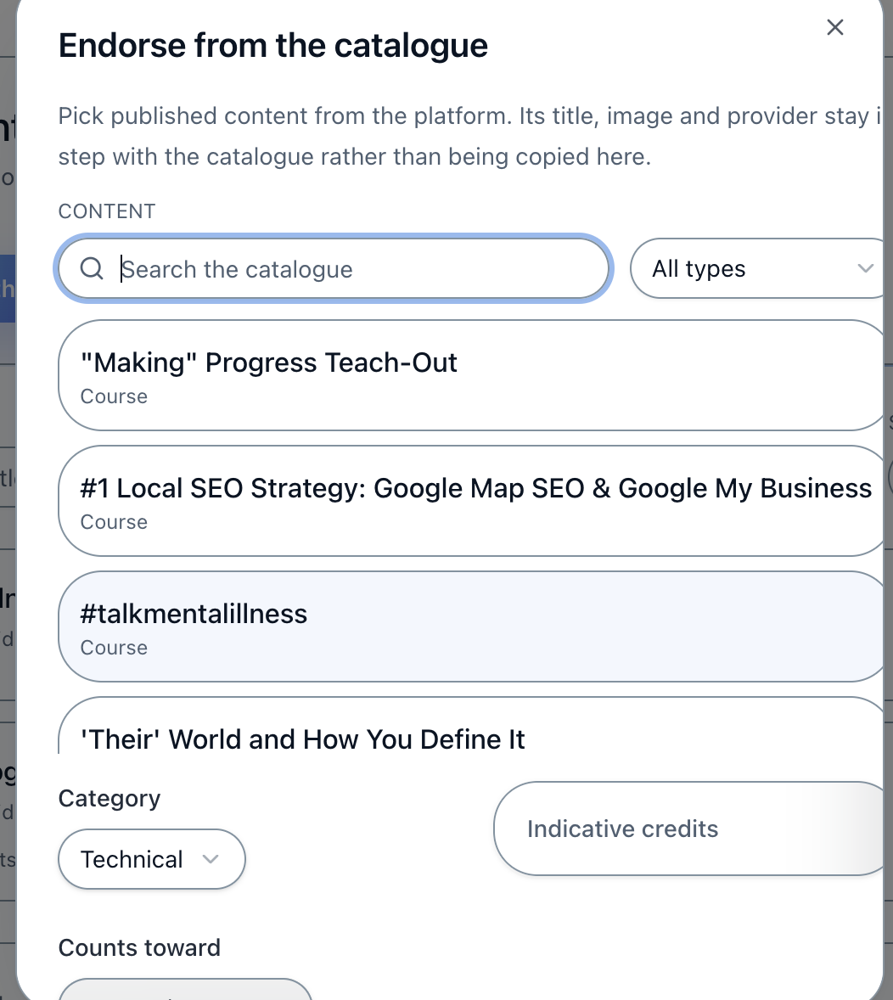 Endorse from the catalogue
Pick published content from the platform. Its title, image and provider stay i
step with the catalogue rather than being copied here.
CONTENT
Search the catalogue
All types
"Making" Progress Teach-Out
Course
#1 Local SEO Strategy: Google Map SEO & Google My Business
Course
#talkmentalillness
Course
'Their' World and How You Define It
Category
Indicative credits
Technical
Counts toward